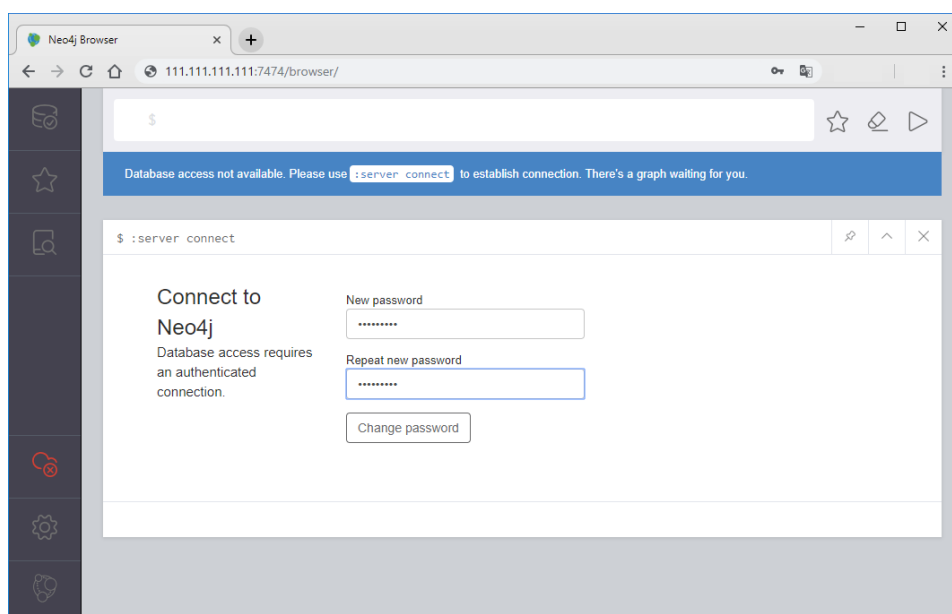 Neo4j Browser
111.111.111.111:7474/browser/
$
Database access not available. Please use :server connect to establish connection. There's a graph waiting for you.
$ :server connect
Connect to
Neo4j
Database access requires
an authenticated
connection.
New password
•••••••••
Repeat new password
•••••••••
Change password